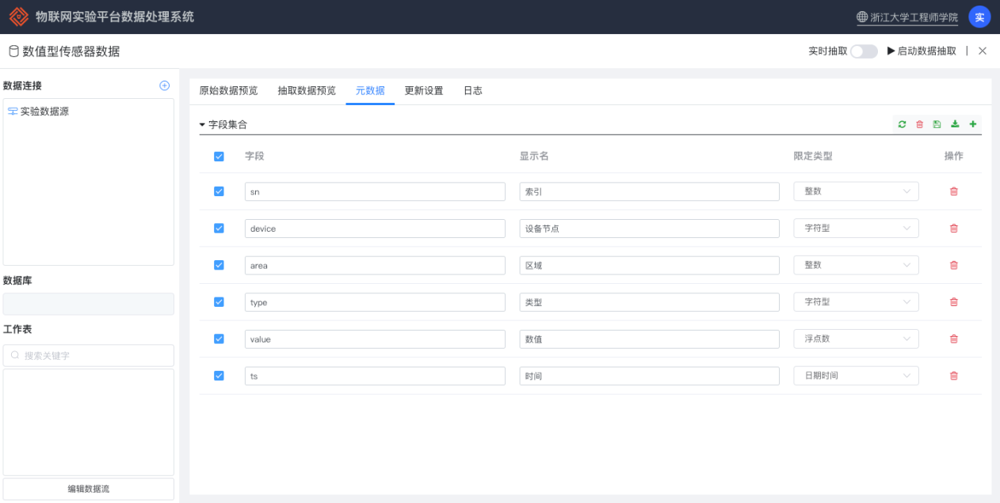 物联网实验平台数据处理系统
浙江大学工程师学院
实
数值型传感器数据
实时抽取
启动数据抽取
数据连接
实验数据源
数据库
工作表
搜索关键字
编辑数据流
原始数据预览 抽取数据预览 元数据 更新设置 日志
字段集合
字段 显示名 限定类型 操作
sn 索引 整数
device 设备节点 字符型
area 区域 整数
type 类型 字符型
value 数值 浮点数
ts 时间 日期时间